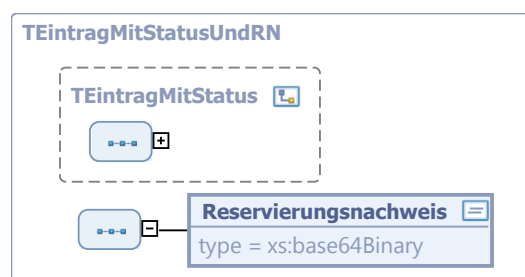 TEintragMitStatusUndRN
TEintragMitStatus
Reservierungsnachweis
type = xs:base64Binary